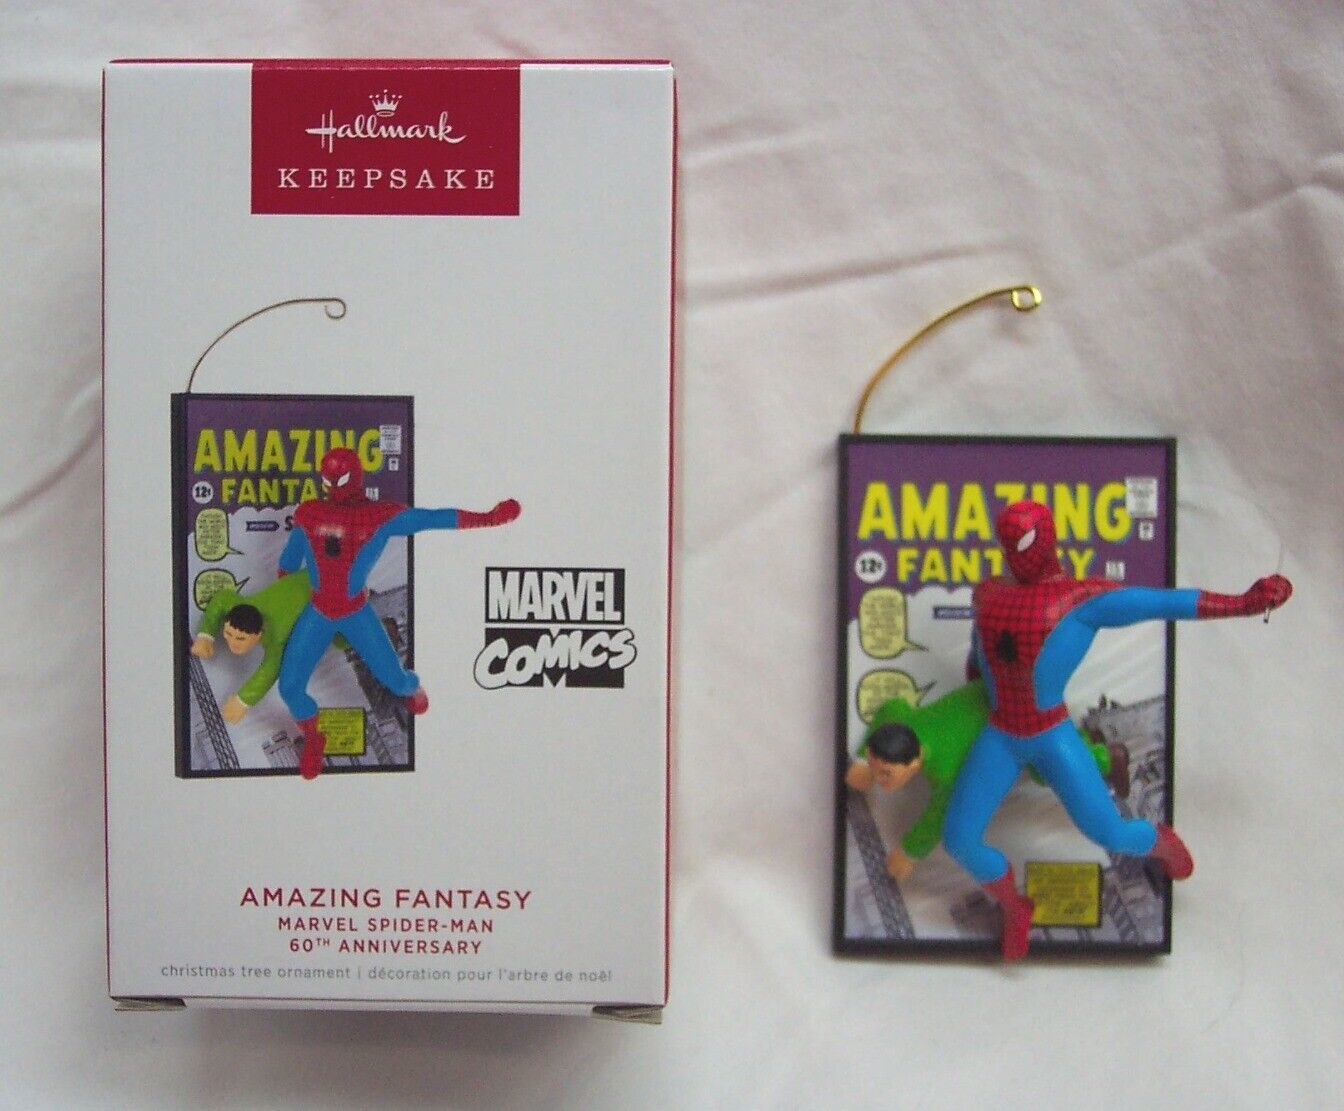 Hallmark
KEEPSAKE
AMAZING
12¢ FANTAS
MARVEL
COMICS
AMAZING FANTASY
MARVEL SPIDER-MAN
60TH ANNIVERSARY
christmas tree ornament | décoration pour l'arbre de noël
AMAZING
12¢ FANTASY